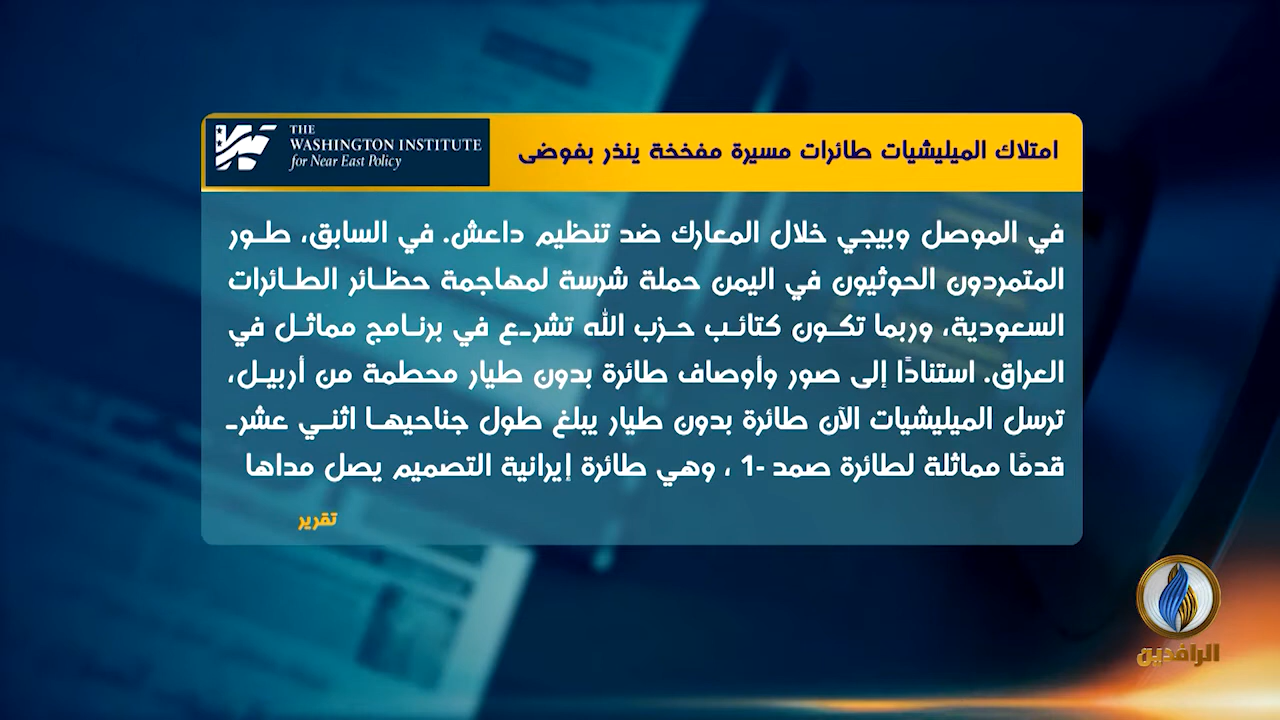 امتلاك الميليشيات طائرات مسيرة مفخخة ينذر بفوضى
THE
WASHINGTON INSTITUTE
for Near East Policy
في الموصل وبيجي خلال المعارك ضد تنظيم داعش. في السابق، طور
المتمردون الحوثيون في اليمن حملة شرسة لمهاجمة حظائر الطائرات
السعودية، وربما تكون كتائب حزب الله تشرع في برنامج مماثل في
العراق. استنادًا إلى صور وأوصاف طائرة بدون طيار محطمة من أربيل،
ترسل الميليشيات الآن طائرة بدون طيار يبلغ طول جناحيها اثني عشر
قدمًا مماثلة لطائرة صمد -1 ، وهي طائرة إيرانية التصميم يصل مداها
تقرير
الرافدين